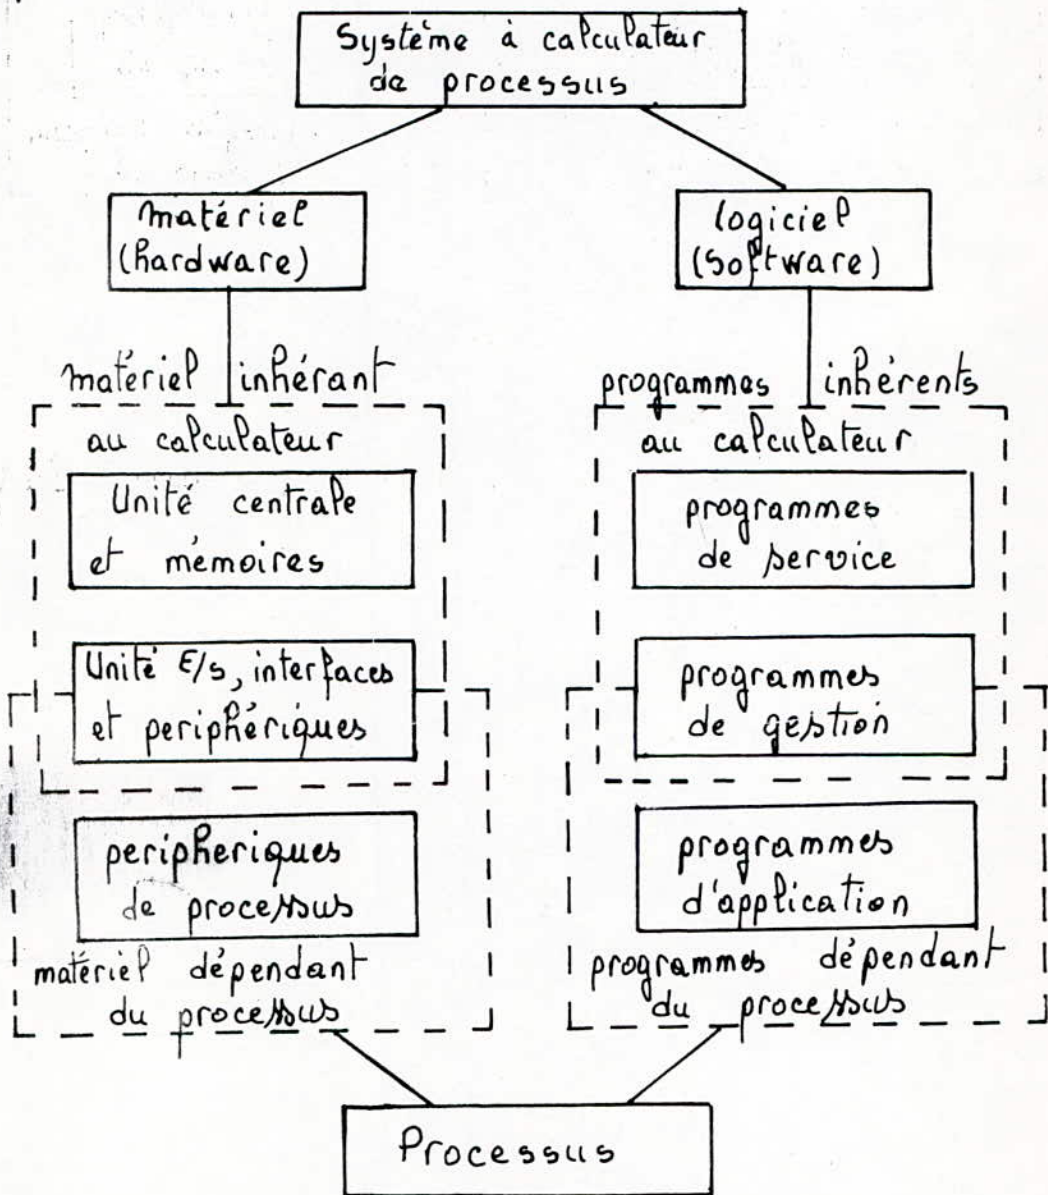 Système à calculateur
de processus
matériel
(hardware)
logiciel
(software)
matériel inhérant
au calculateur
Unité centrale
et mémoires
Unité E/S, interfaces
et periphériques
peripheriques
de processus
matériel dépendant
du processus
programmes inhérents
au calculateur
programmes
de service
programmes
de gestion
programmes
d'application
programmes dépendant
du processus
Processus